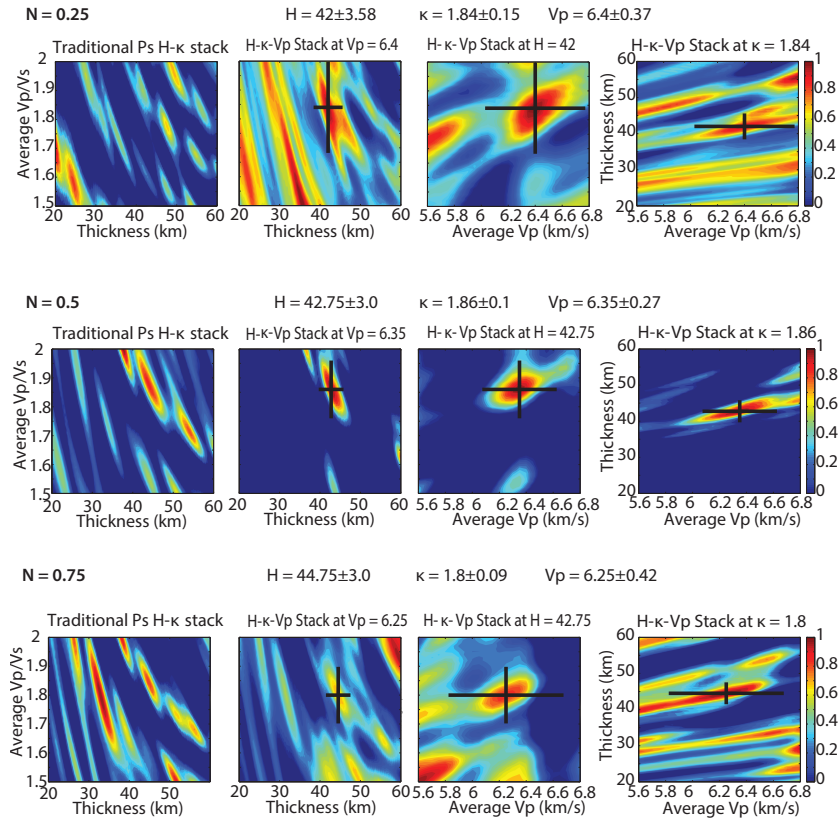 N = 0.25 H = 42±3.58 κ = 1.84±0.15 Vp = 6.4±0.37
Traditional Ps H-κ stack H-κ-Vp Stack at Vp = 6.4 H-κ-Vp Stack at H = 42 H-κ-Vp Stack at κ = 1.84
Average Vp/Vs
2
1.9
1.8
1.7
1.6
1.5
20 30 40 50 60
Thickness (km)
20 30 40 50 60
Thickness (km)
5.6 5.8 6 6.2 6.4 6.6 6.8
Average Vp (km/s)
Thickness (km)
60
50
40
30
20
5.6 5.8 6 6.2 6.4 6.6 6.8
Average Vp (km/s)
1
0.8
0.6
0.4
0.2
0
N = 0.5 H = 42.75±3.0 κ = 1.86±0.1 Vp = 6.35±0.27
Traditional Ps H-κ stack H-κ-Vp Stack at Vp = 6.35 H-κ-Vp Stack at H = 42.75 H-κ-Vp Stack at κ = 1.86
Average Vp/Vs
2
1.9
1.8
1.7
1.6
1.5
20 30 40 50 60
Thickness (km)
20 30 40 50 60
Thickness (km)
5.6 5.8 6 6.2 6.4 6.6 6.8
Average Vp (km/s)
Thickness (km)
60
50
40
30
20
5.6 5.8 6 6.2 6.4 6.6 6.8
Average Vp (km/s)
1
0.8
0.6
0.4
0.2
0
N = 0.75 H = 44.75±3.0 κ = 1.8±0.09 Vp = 6.25±0.42
Traditional Ps H-κ stack H-κ-Vp Stack at Vp = 6.25 H-κ-Vp Stack at H = 42.75 H-κ-Vp Stack at κ = 1.8
Average Vp/Vs
2
1.9
1.8
1.7
1.6
1.5
20 30 40 50 60
Thickness (km)
20 30 40 50 60
Thickness (km)
5.6 5.8 6 6.2 6.4 6.6 6.8
Average Vp (km/s)
Thickness (km)
60
50
40
30
20
5.6 5.8 6 6.2 6.4 6.6 6.8
Average Vp (km/s)
1
0.8
0.6
0.4
0.2
0